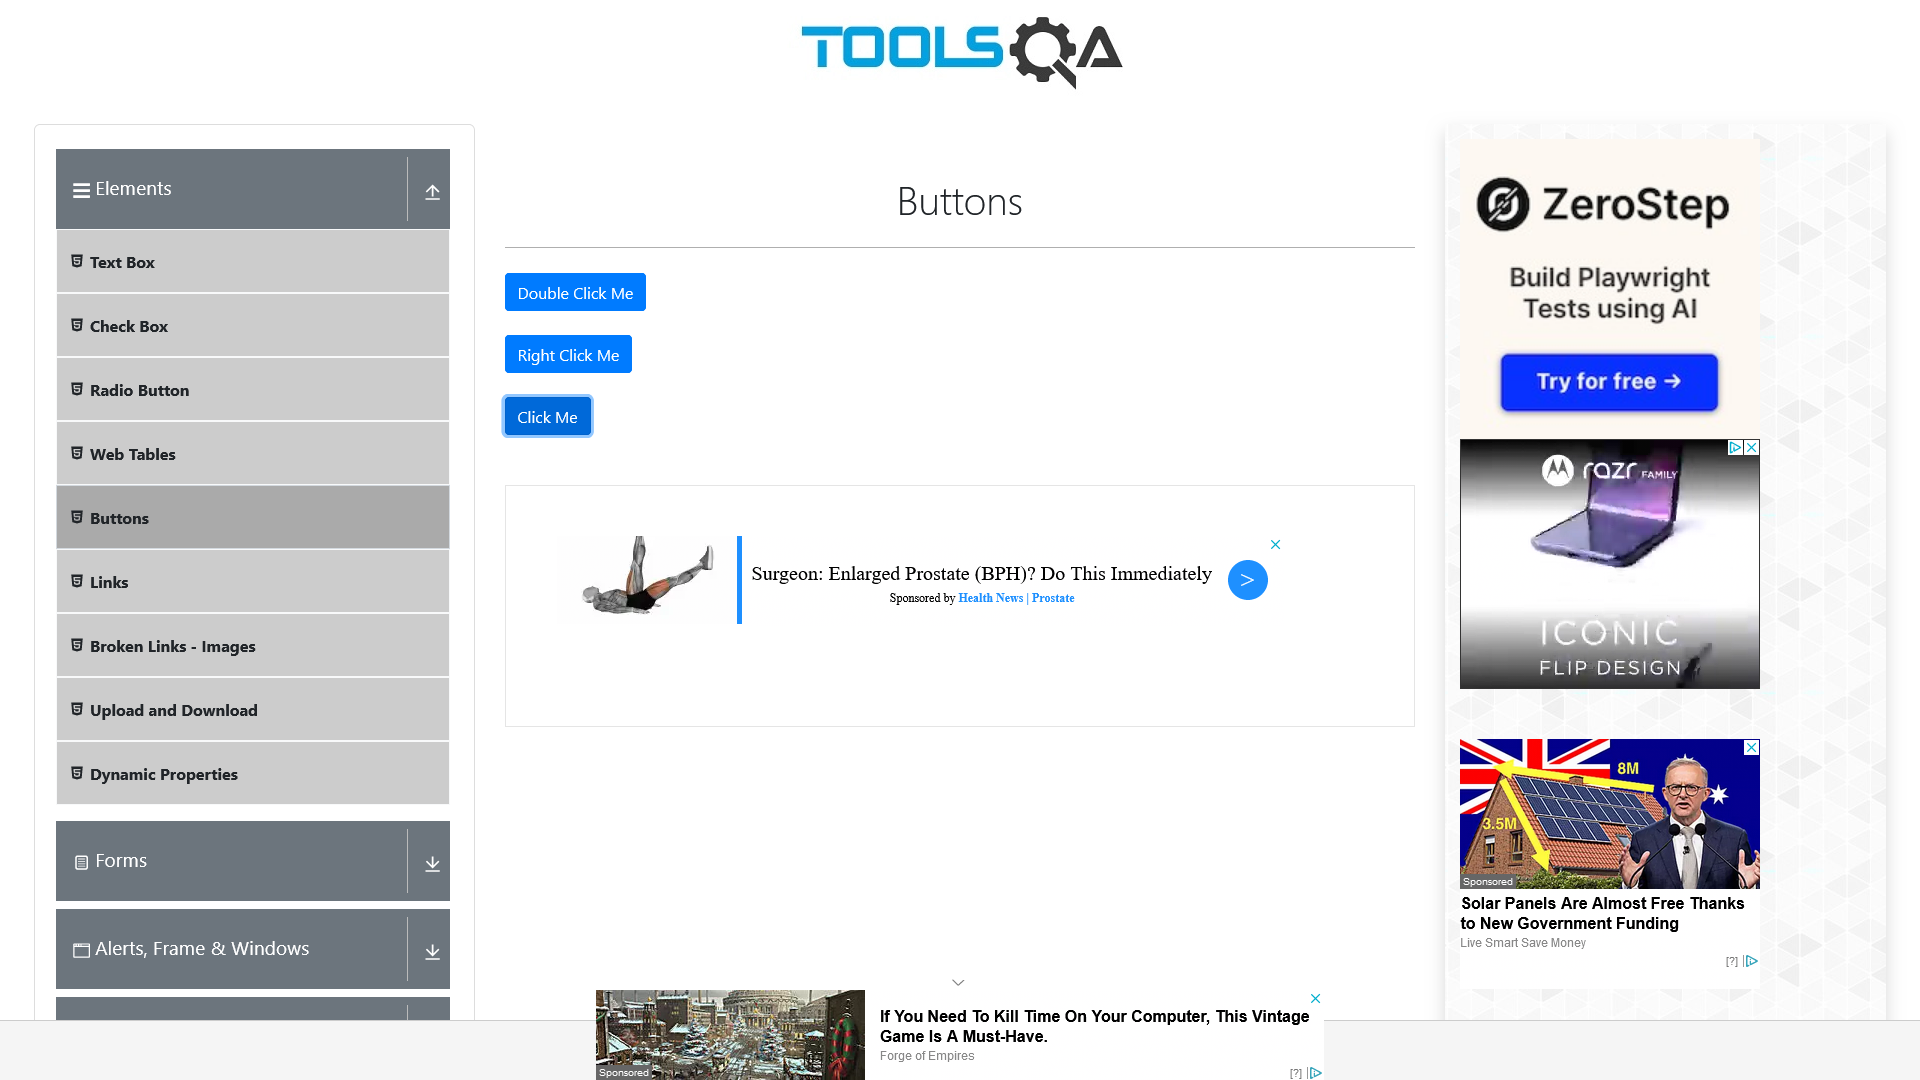 TOOLSQA
Elements
Text Box
Check Box
Radio Button
Web Tables
Buttons
Links
Broken Links - Images
Upload and Download
Dynamic Properties
Forms
Alerts, Frame & Windows
Buttons
Double Click Me
Right Click Me
Click Me
Surgeon: Enlarged Prostate (BPH)? Do This Immediately
Sponsored by Health News | Prostate
>
ZeroStep
Build Playwright
Tests using AI
Try for free →
razr FAMILY
ICONIC
FLIP DESIGN
8M
3.5M
Sponsored
Solar Panels Are Almost Free Thanks
to New Government Funding
Live Smart Save Money
[?]
If You Need To Kill Time On Your Computer, This Vintage
Game Is A Must-Have.
Forge of Empires
Sponsored
[?]